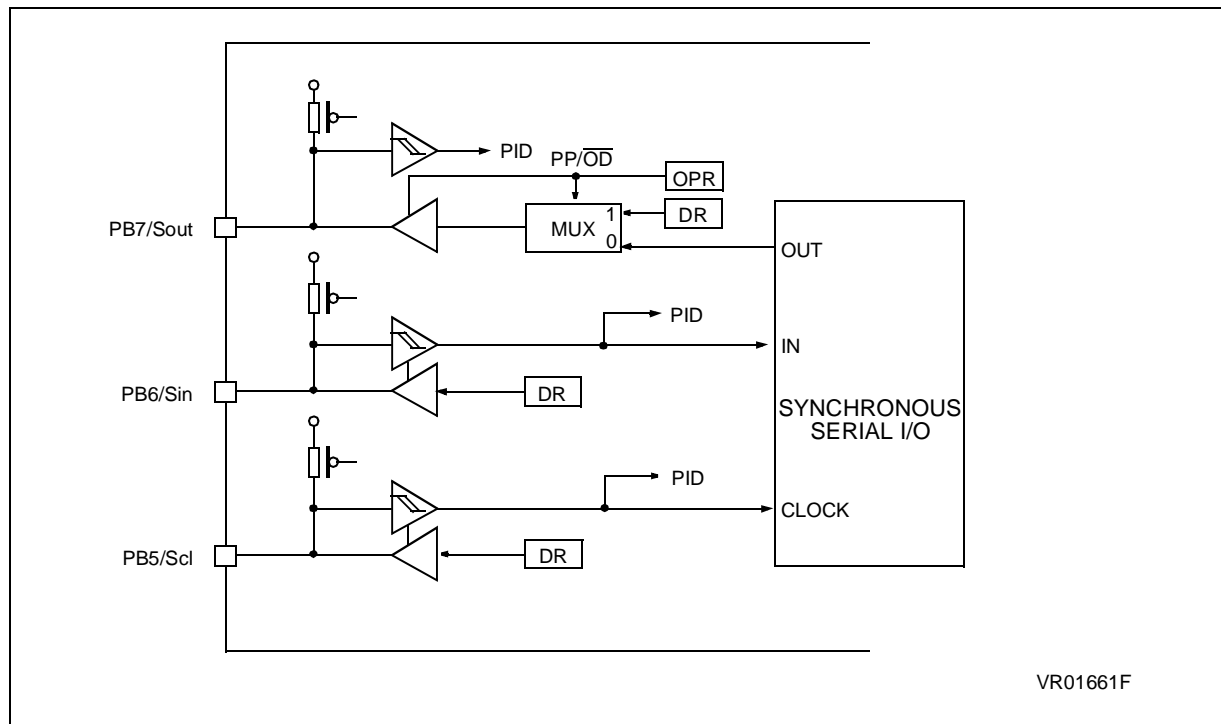 PID
PP/OD
OPR
DR
PB7/Sout
MUX
1
0
OUT
PID
IN
PB6/Sin
DR
SYNCHRONOUS
SERIAL I/O
PID
CLOCK
PB5/Scl
DR
VR01661F